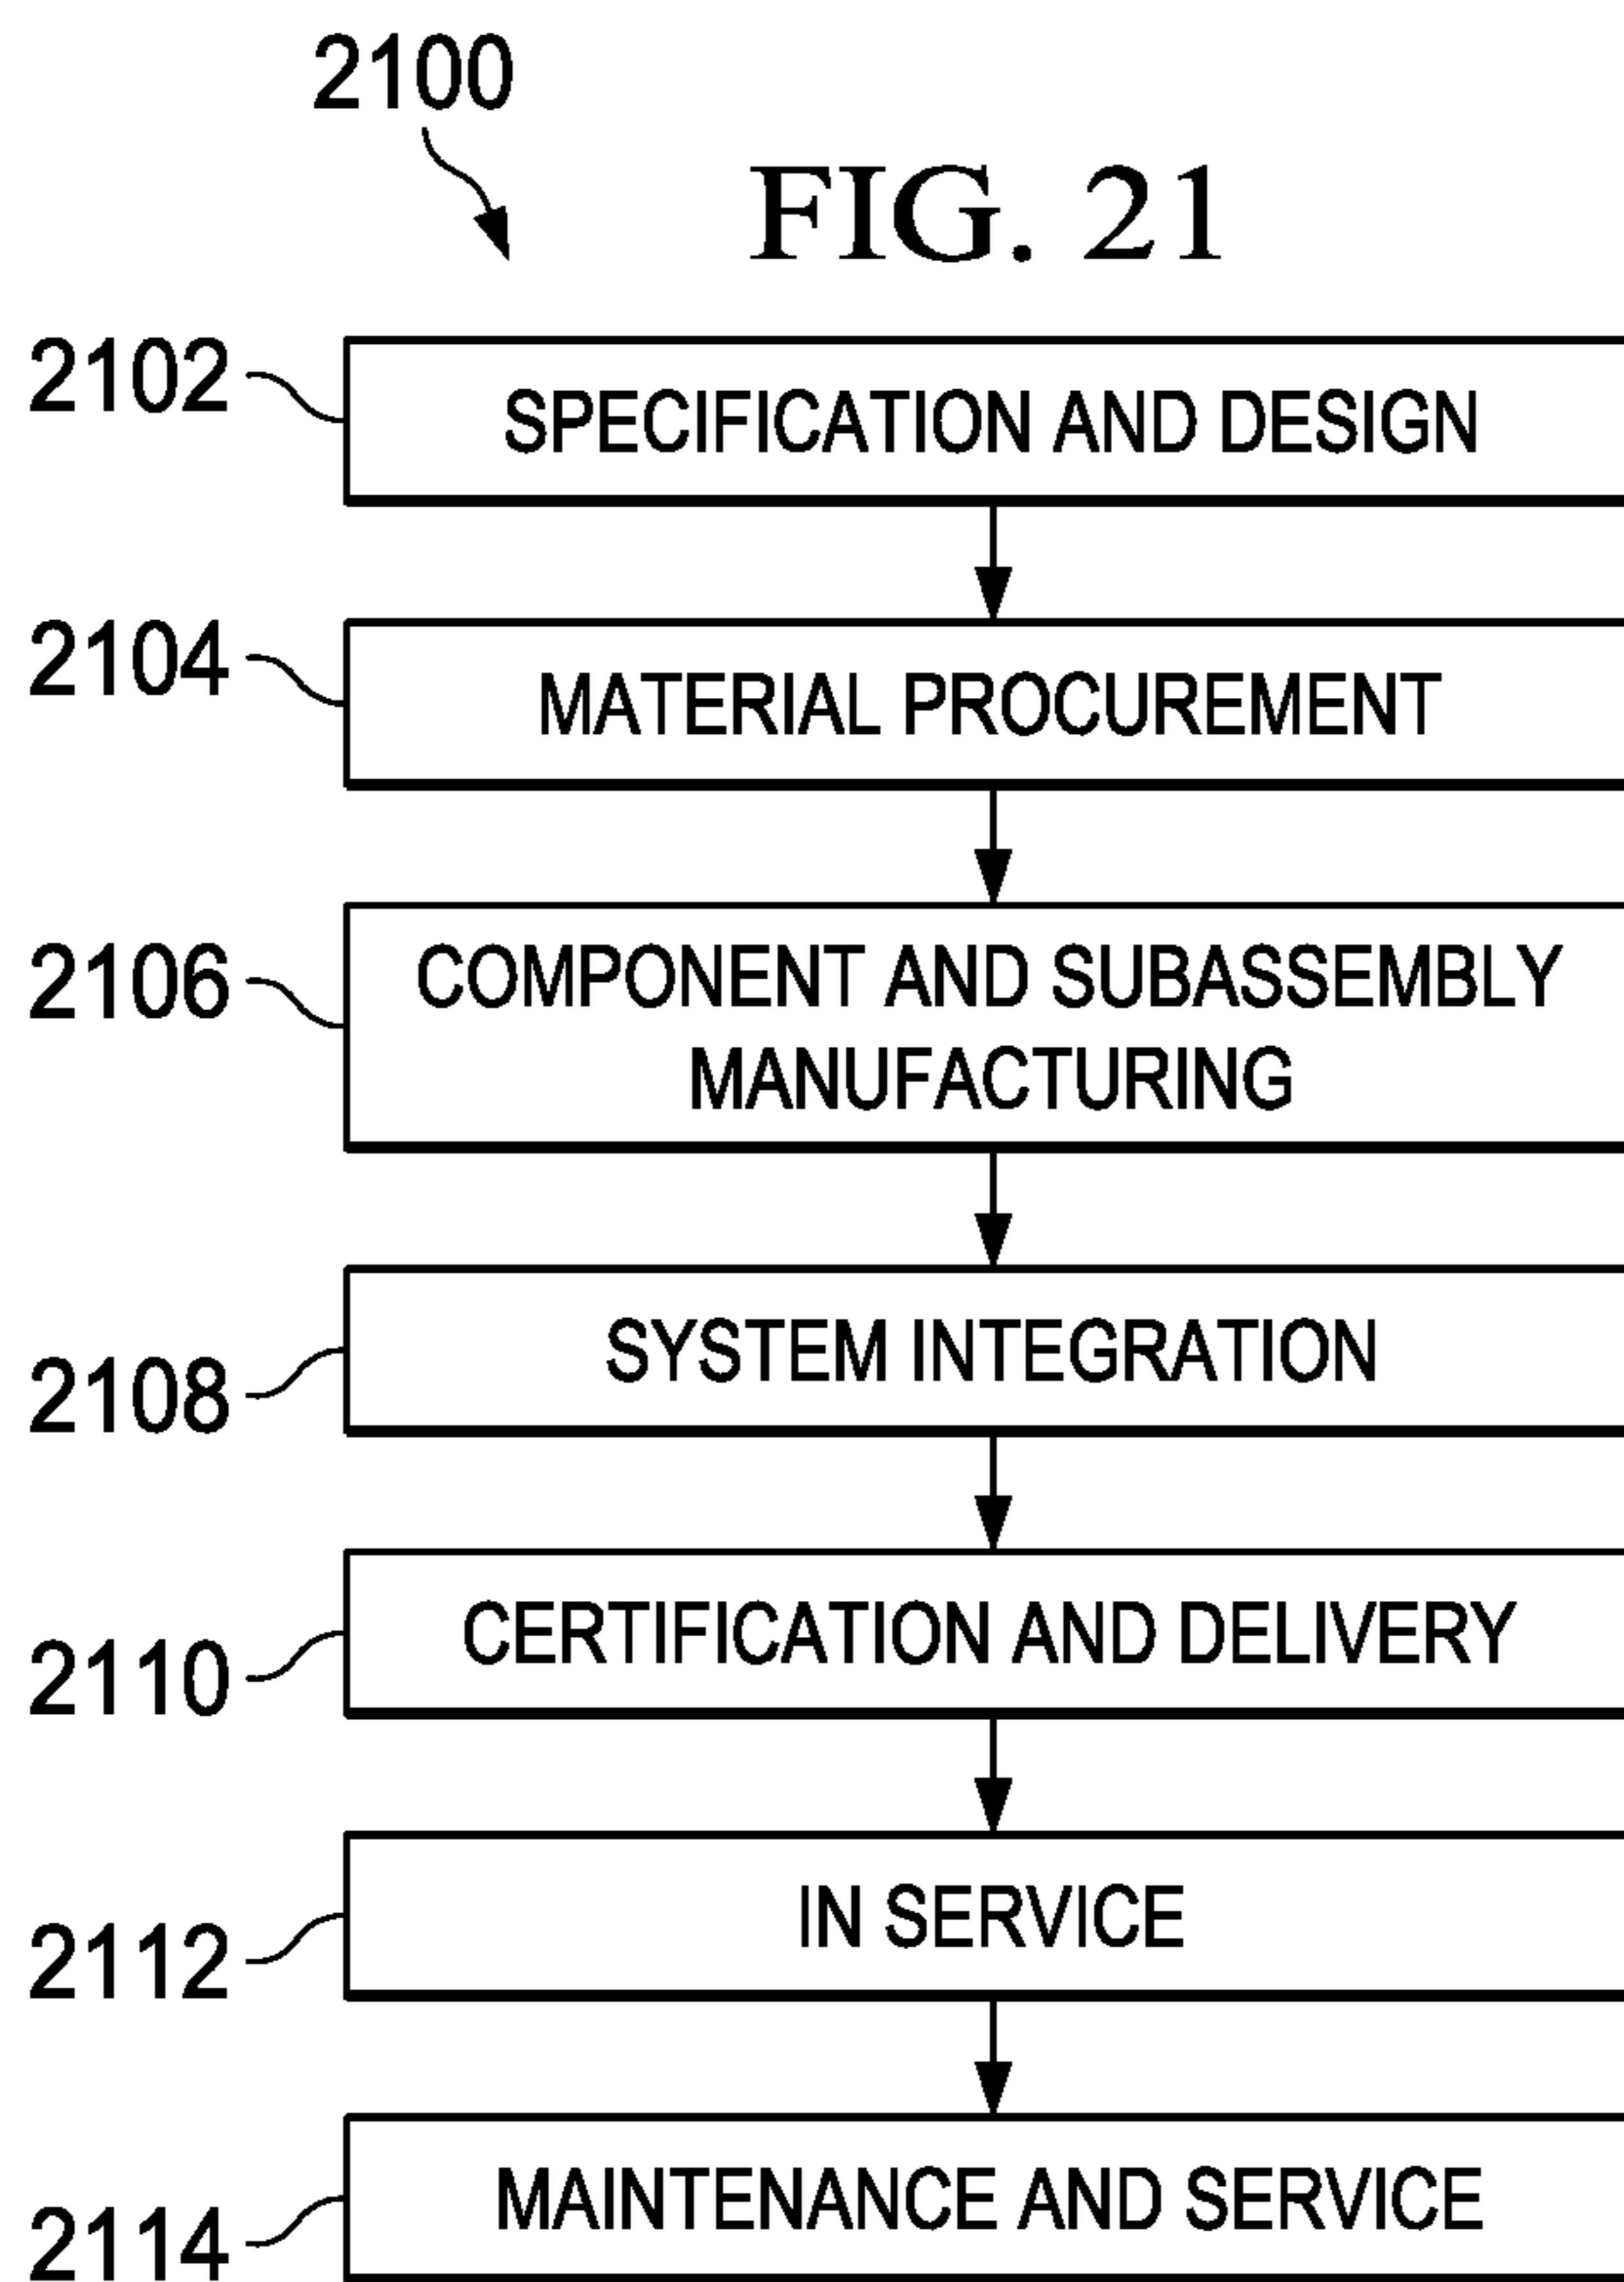 2100
FIG. 21
2102
SPECIFICATION AND DESIGN
2104
MATERIAL PROCUREMENT
2106
COMPONENT AND SUBASSEMBLY
MANUFACTURING
2108
SYSTEM INTEGRATION
2110
CERTIFICATION AND DELIVERY
2112
IN SERVICE
2114
MAINTENANCE AND SERVICE